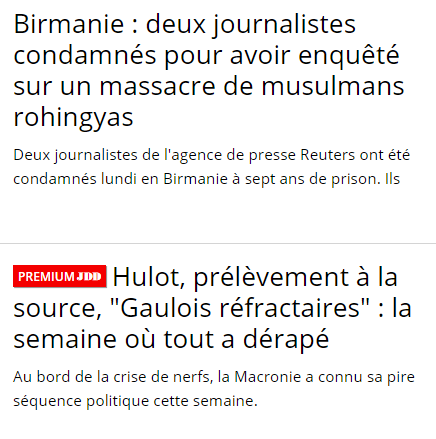 Birmanie : deux journalistes
condamnés pour avoir enquêté
sur un massacre de musulmans
rohingyas
Deux journalistes de l'agence de presse Reuters ont été
condamnés lundi en Birmanie à sept ans de prison. Ils
PREMIUM JDD Hulot, prélèvement à la
source, "Gaulois réfractaires" : la
semaine où tout a dérapé
Au bord de la crise de nerfs, la Macronie a connu sa pire
séquence politique cette semaine.